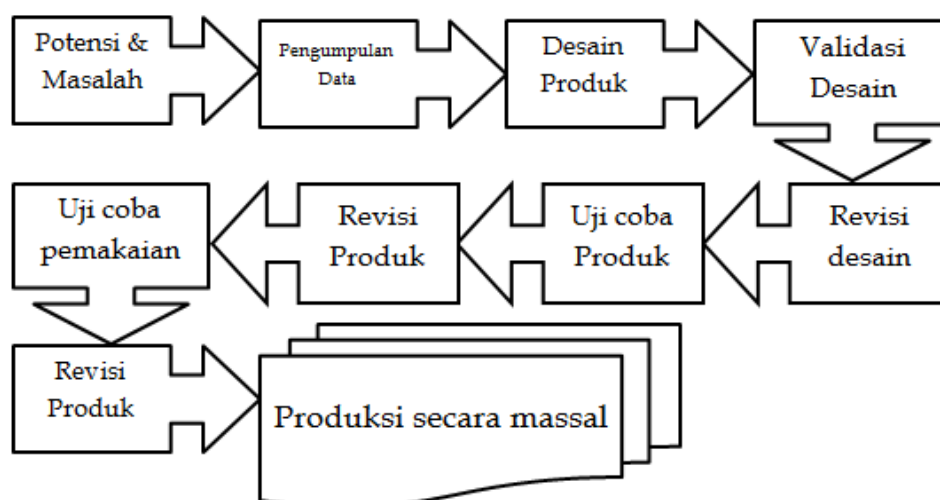 Potensi &
Masalah
Pengumpulan
Data
Desain
Produk
Validasi
Desain
Revisi
desain
Uji coba
Produk
Revisi
Produk
Uji coba
pemakaian
Revisi
Produk
Produksi secara massal